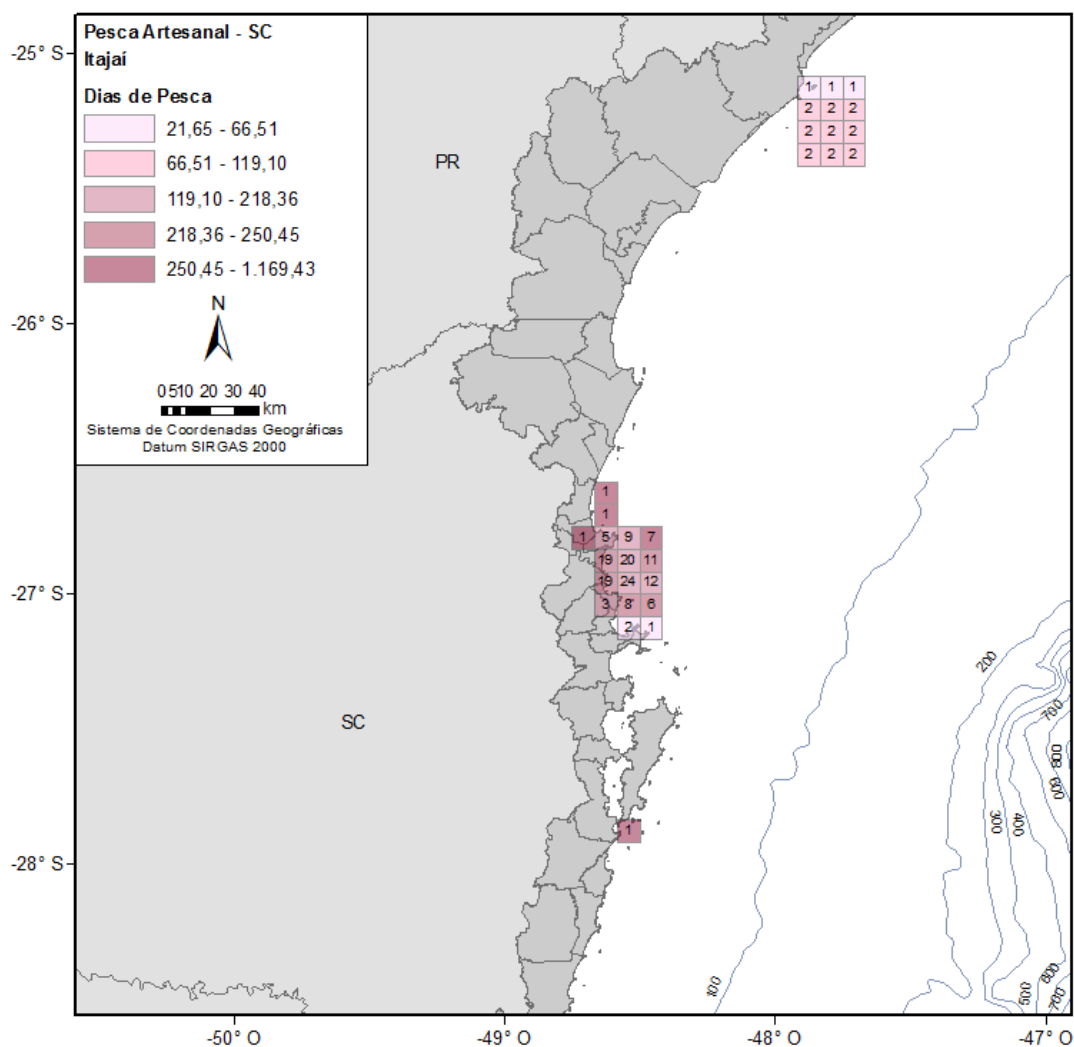 Pesca Artesanal - SC
Itajaí
Dias de Pesca
21,65 - 66,51
66,51 - 119,10
119,10 - 218,36
218,36 - 250,45
250,45 - 1.169,43
N
0 5 10 20 30 40
km
Sistema de Coordenadas Geográficas
Datum SIRGAS 2000
-25° S
-26° S
-27° S
-28° S
PR
SC
1 1 1
2 2 2
2 2 2
2 2 2
1
1
1 5 9 7
19 20 11
19 24 12
3 8 6
2 1
1
200
700
800
300
400
100
500
800
700
-50° O
-49° O
-48° O
-47° O